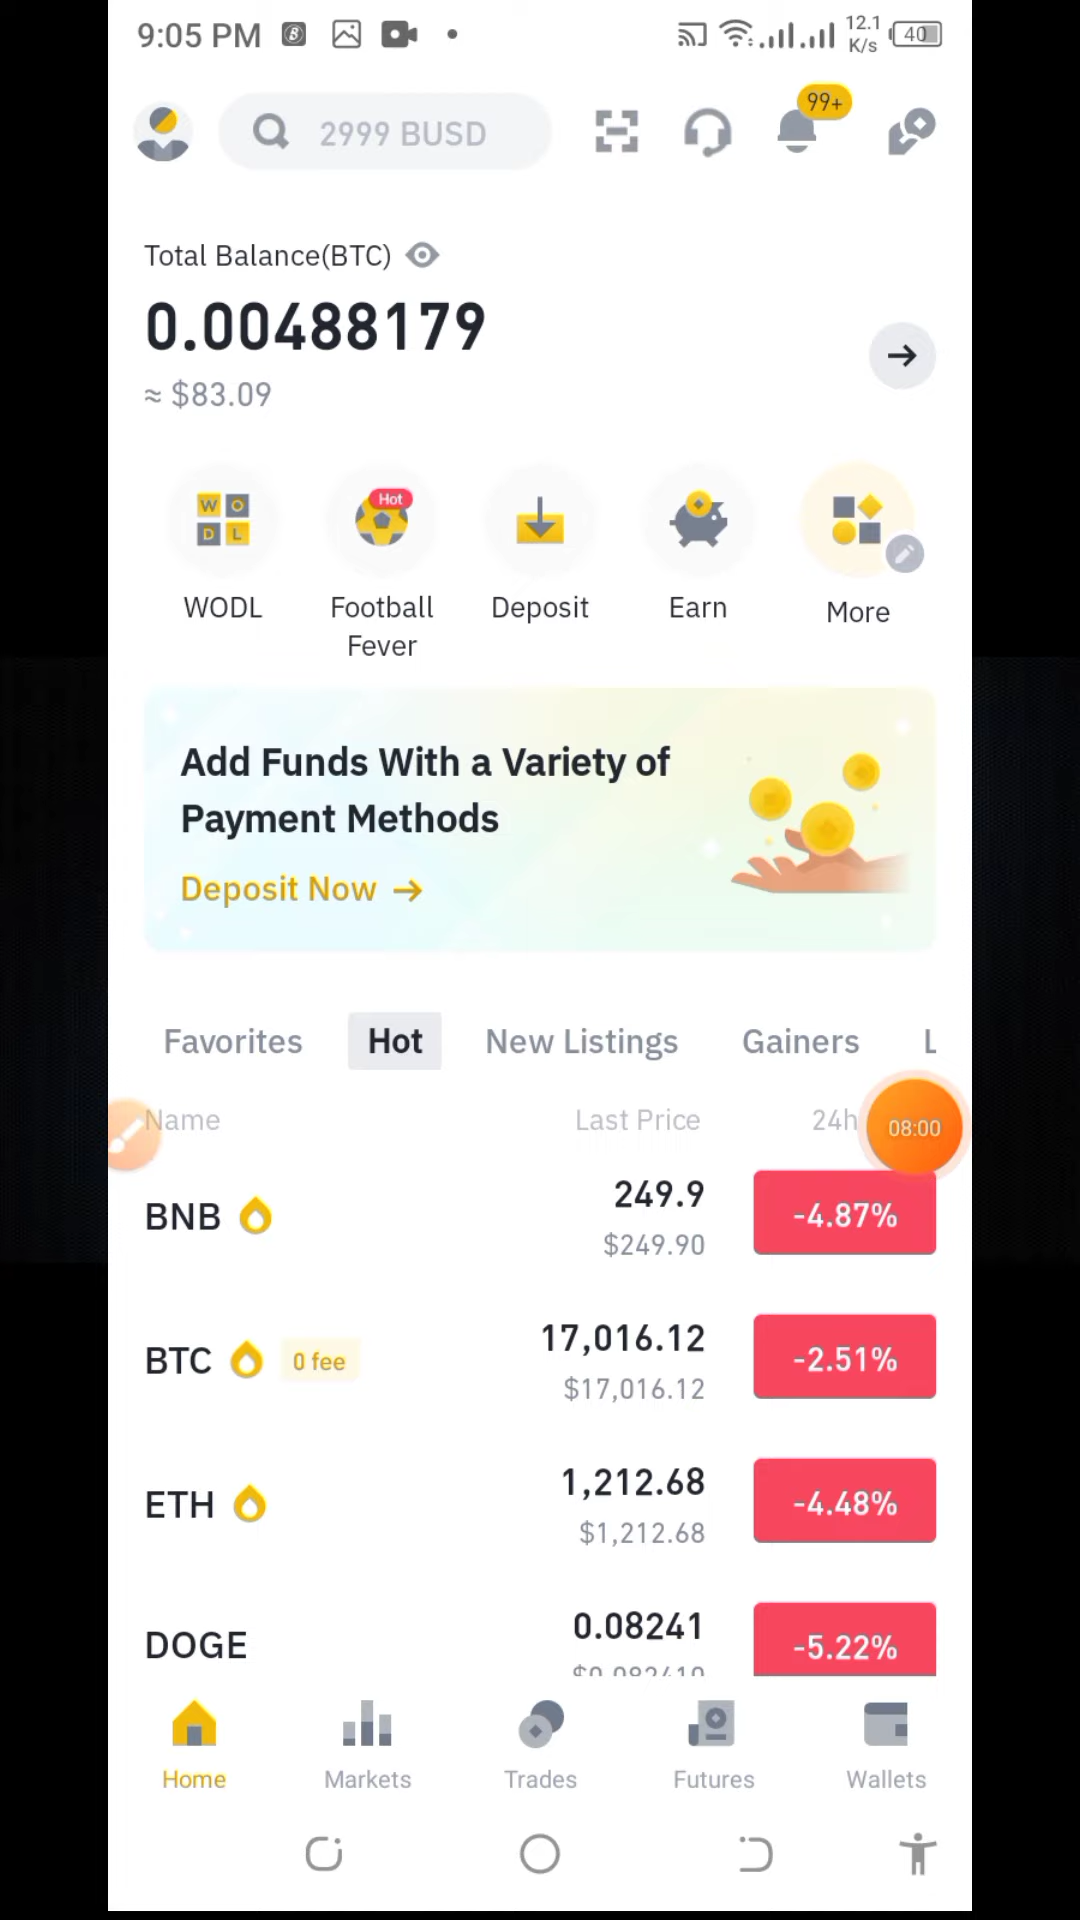 9:05 PM
12.1
K/s
40
99+
2999 BUSD
Total Balance(BTC)
0.00488179
≈ $83.09
W O
D L
Hot
WODL
Football
Fever
Deposit
Earn
More
Add Funds With a Variety of
Payment Methods
Deposit Now →
Favorites Hot New Listings Gainers L
Name Last Price 24h
08:00
BNB 249.9 -4.87%
$249.90
BTC 0 fee 17,016.12 -2.51%
$17,016.12
ETH 1,212.68 -4.48%
$1,212.68
DOGE 0.08241 -5.22%
$0.082410
Home Markets Trades Futures Wallets